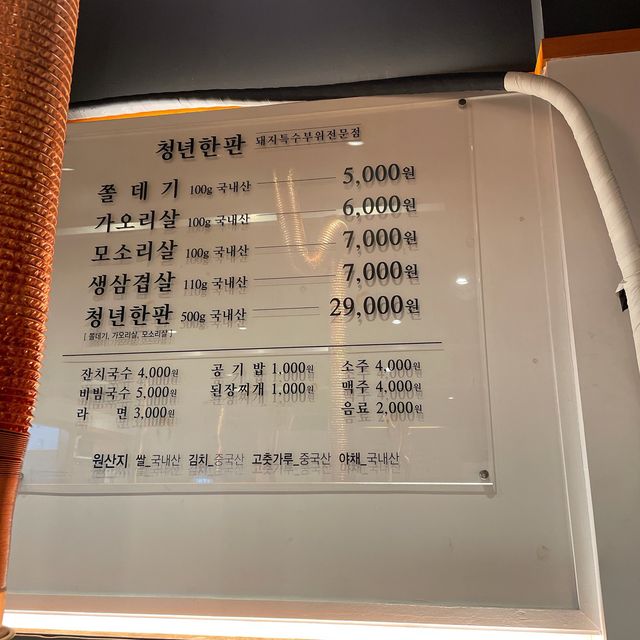 청년한판 돼지특수부위전문점
쫄데기 100g 국내산 5,000원
가오리살 100g 국내산 6,000원
모소리살 100g 국내산 7,000원
생삼겹살 110g 국내산 7,000원
청년한판 500g 국내산 29,000원
[ 쫄데기, 가오리살, 모소리살 ]
잔치국수 4,000원 공기밥 1,000원 소주 4,000원
비빔국수 5,000원 된장찌개 1,000원 맥주 4,000원
라면 3,000원 음료 2,000원
원산지 쌀_국내산 김치_중국산 고춧가루_중국산 야채_국내산